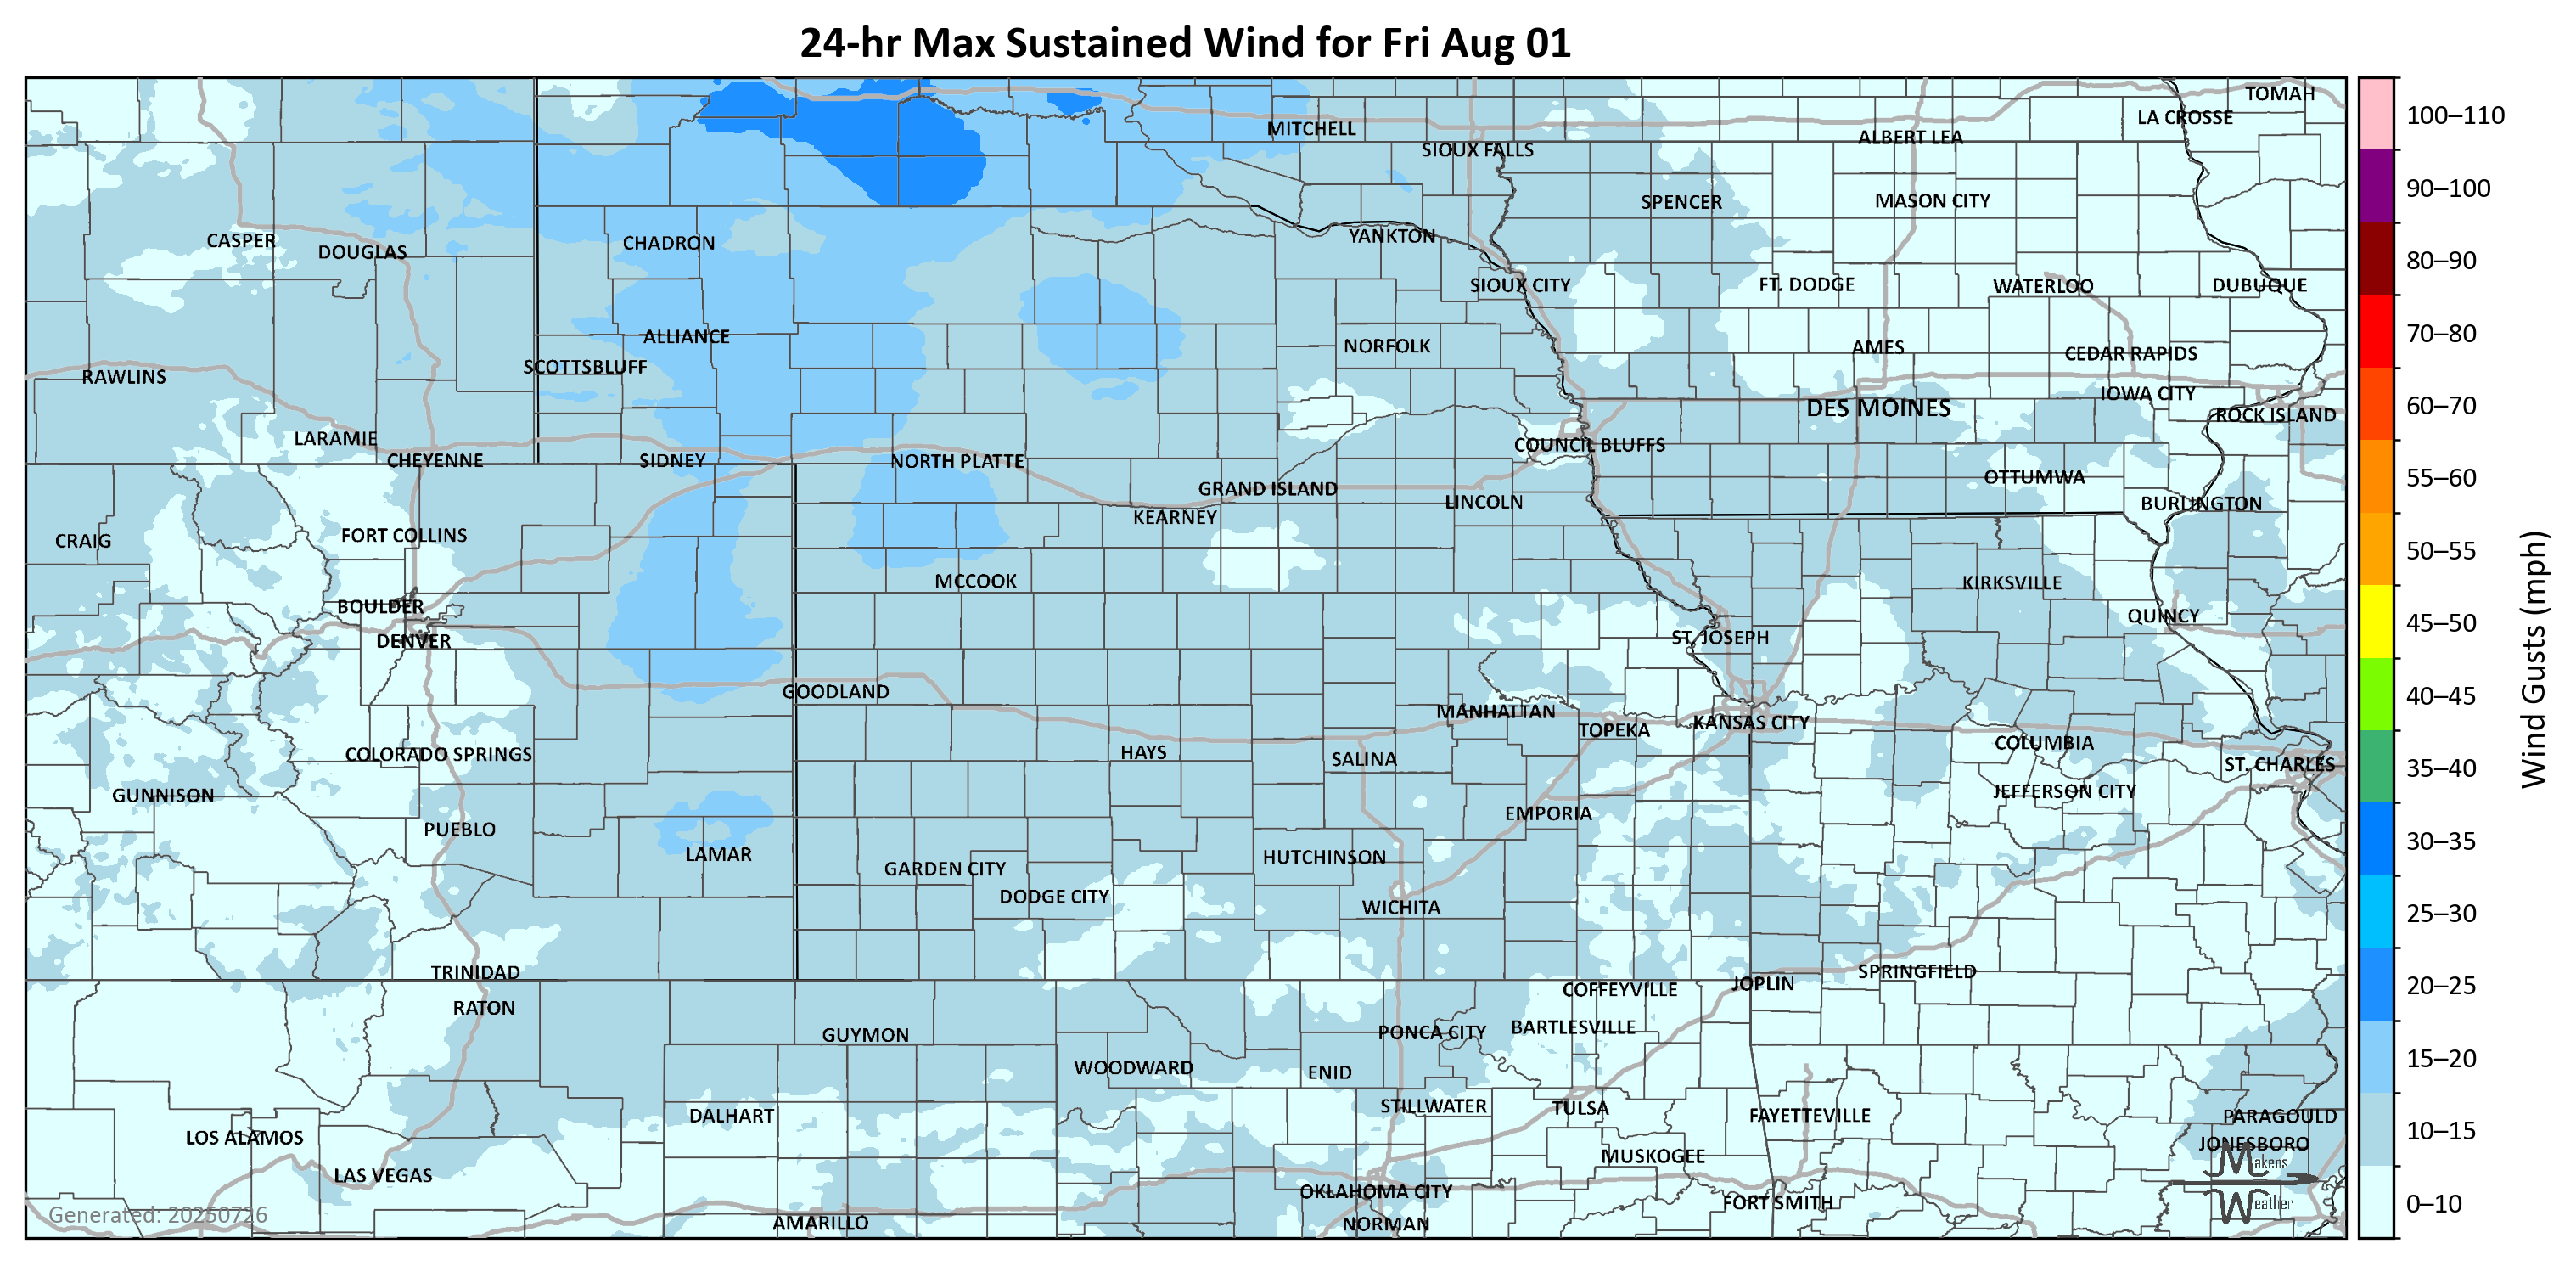 24-hr Max Sustained Wind for Fri Aug 01
TOMAH
LA CROSSE
MITCHELL
ALBERT LEA
SIOUX FALLS
SPENCER
MASON CITY
CASPER
DOUGLAS
CHADRON
YANKTON
SIOUX CITY
FT. DODGE
WATERLOO
DUBUQUE
ALLIANCE
NORFOLK
AMES
CEDAR RAPIDS
SCOTTSBLUFF
RAWLINS
IOWA CITY
DES MOINES
ROCK ISLAND
LARAMIE
COUNCIL BLUFFS
CHEYENNE
SIDNEY
NORTH PLATTE
OTTUMWA
GRAND ISLAND
LINCOLN
BURLINGTON
KEARNEY
FORT COLLINS
CRAIG
MCCOOK
KIRKSVILLE
BOULDER
QUINCY
DENVER
ST. JOSEPH
GOODLAND
MANHATTAN
KANSAS CITY
TOPEKA
COLUMBIA
HAYS
COLORADO SPRINGS
SALINA
ST. CHARLES
JEFFERSON CITY
GUNNISON
EMPORIA
PUEBLO
LAMAR
HUTCHINSON
GARDEN CITY
DODGE CITY
WICHITA
TRINIDAD
SPRINGFIELD
JOPLIN
COFFEYVILLE
RATON
BARTLESVILLE
PONCA CITY
GUYMON
WOODWARD
ENID
STILLWATER
TULSA
DALHART
FAYETTEVILLE
PARAGOULD
LOS ALAMOS
JONESBORO
MUSKOGEE
LAS VEGAS
OKLAHOMA CITY
FORT SMITH
AMARILLO
NORMAN
Generated: 20250726
Makens
Weather
100–110
90–100
80–90
70–80
60–70
55–60
50–55
45–50
40–45
35–40
30–35
25–30
20–25
15–20
10–15
0–10
Wind Gusts (mph)